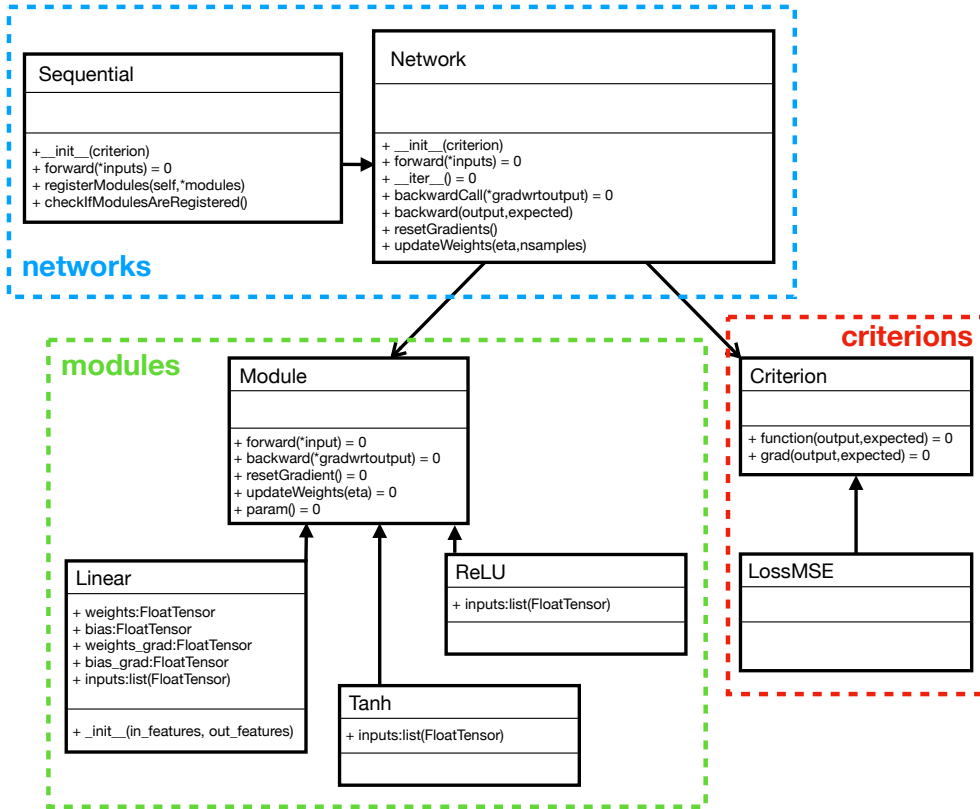 Sequential
+__init__(criterion)
+ forward(*inputs) = 0
+ registerModules(self,*modules)
+ checkIfModulesAreRegistered()
Network
+ __init__(criterion)
+ forward(*inputs) = 0
+ __iter__() = 0
+ backwardCall(*gradwrtoutput) = 0
+ backward(output,expected)
+ resetGradients()
+ updateWeights(eta,nsamples)
networks
modules
Module
+ forward(*input) = 0
+ backward(*gradwrtoutput) = 0
+ resetGradient() = 0
+ updateWeights(eta) = 0
+ param() = 0
criterions
Criterion
+ function(output,expected) = 0
+ grad(output,expected) = 0
Linear
+ weights:FloatTensor
+ bias:FloatTensor
+ weights_grad:FloatTensor
+ bias_grad:FloatTensor
+ inputs:list(FloatTensor)
+ _init__(in_features, out_features)
Tanh
+ inputs:list(FloatTensor)
ReLU
+ inputs:list(FloatTensor)
LossMSE